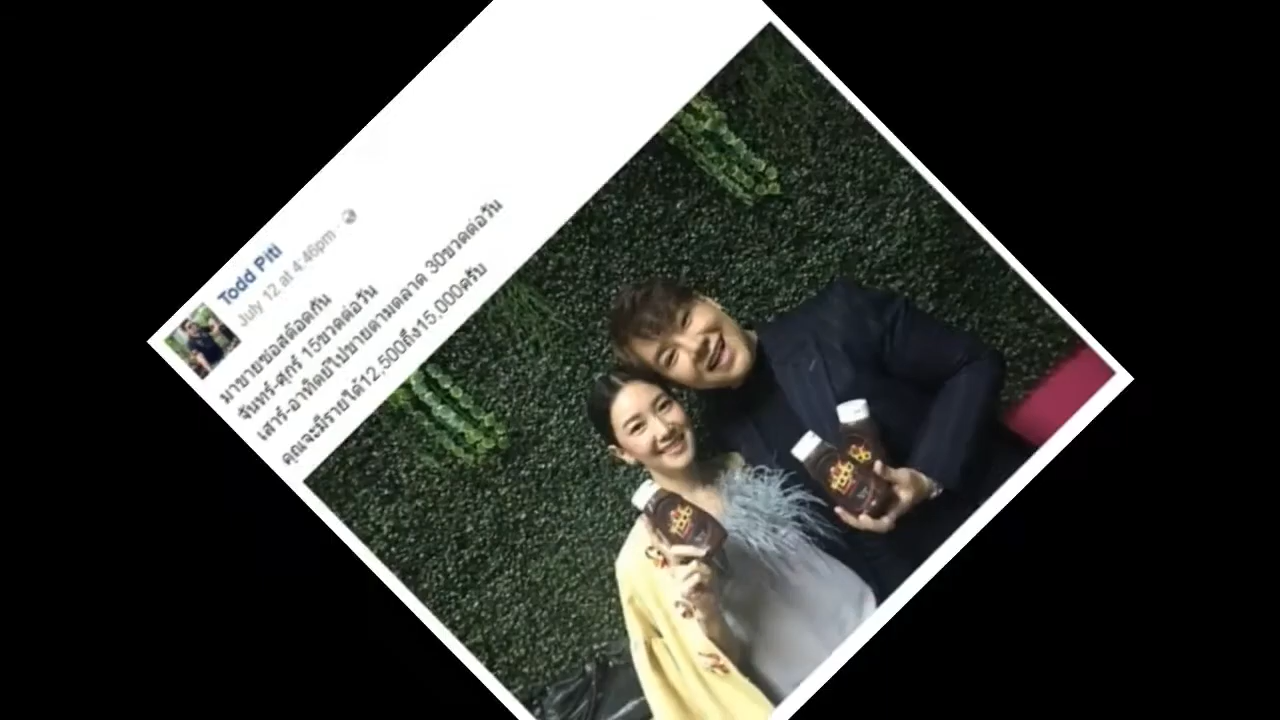 Todd Piti
July 12 at 4:46pm ·
มาขายซอสต๊อดกัน
จันทร์-ศุกร์ 15ขวดต่อวัน
เสาร์-อาทิตย์ไปขายตามตลาด 30ขวดต่อวัน
คุณจะมีรายได้12,500ถึง15,000ครับ
TODD